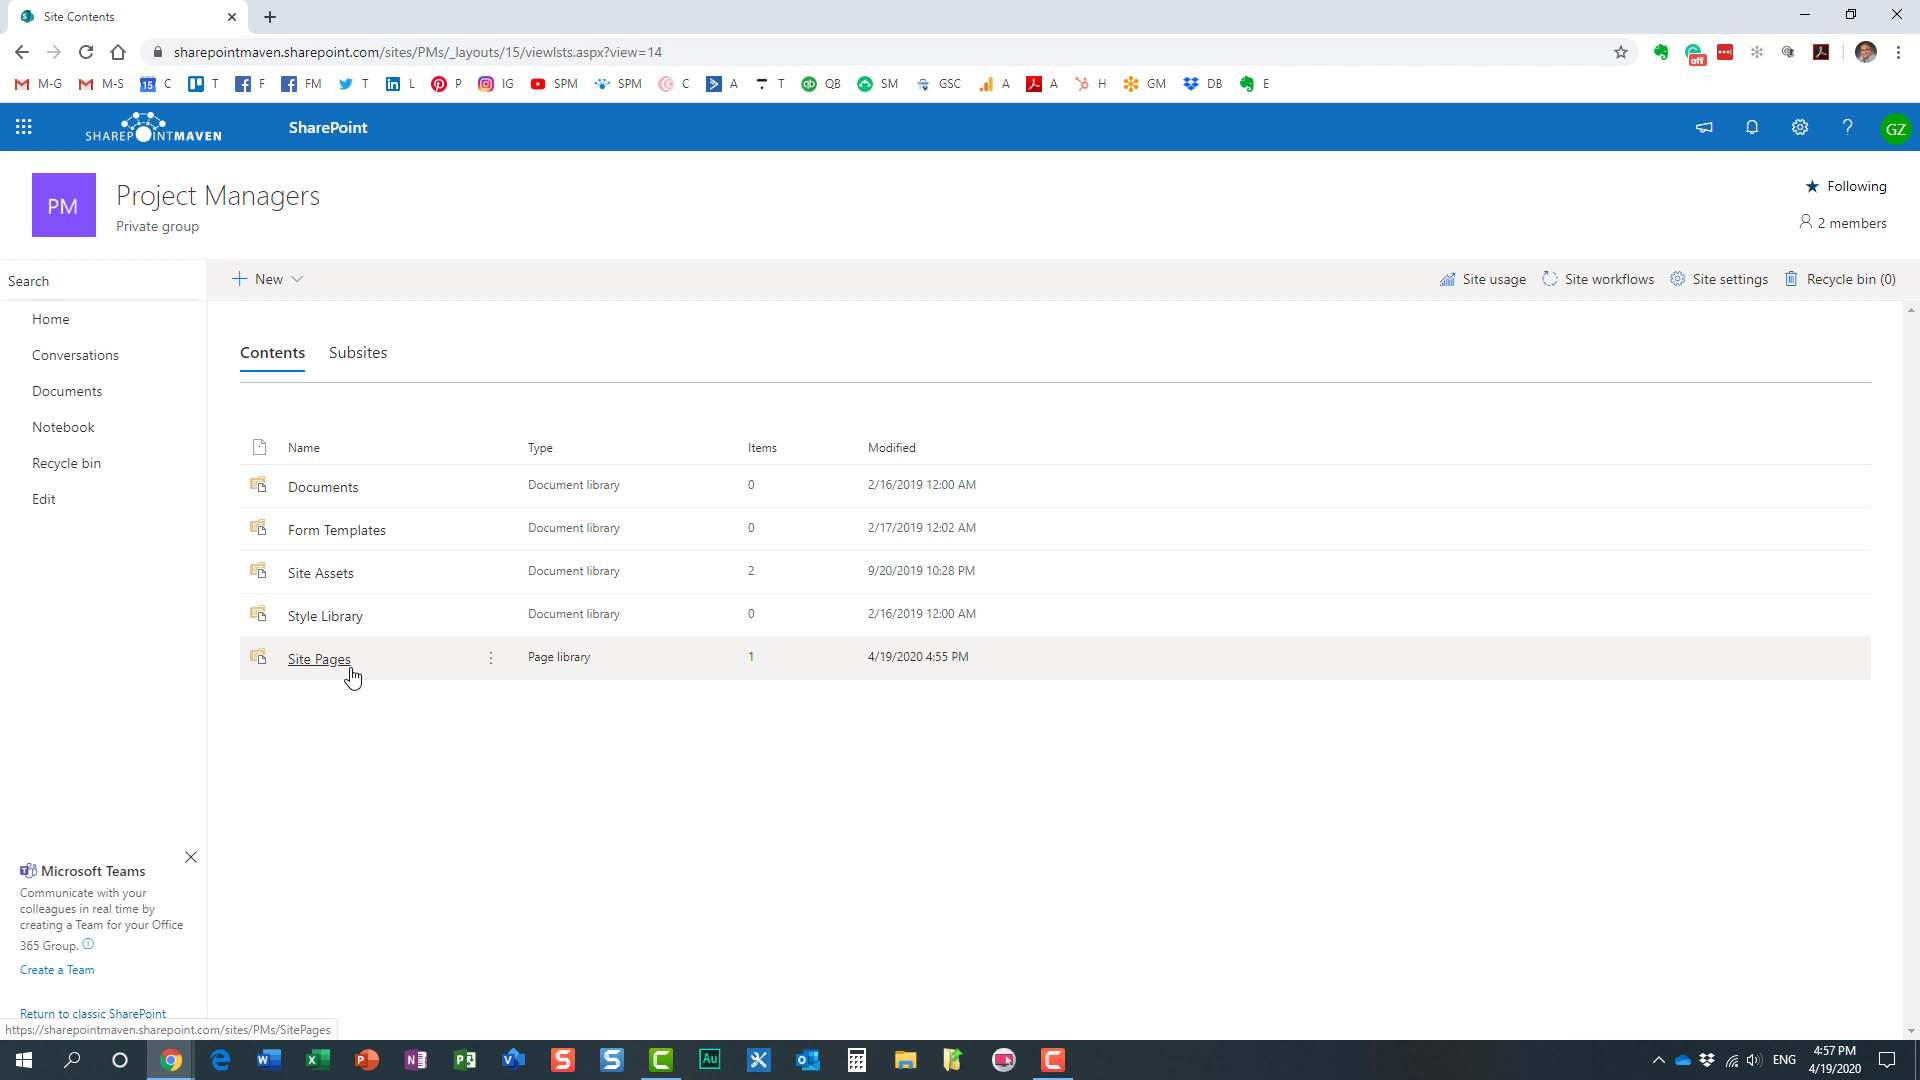 Site Contents
sharepointmaven.sharepoint.com/sites/PMs/_layouts/15/viewlsts.aspx?view=14
off
M-G M-S 15 C T F FM T L P IG SPM SPM C A T QB SM GSC A A H GM DB E
SHAREPOINTMAVEN SharePoint ? GZ
PM
Project Managers
Private group
Following
2 members
Search
New
Site usage Site workflows Site settings Recycle bin (0)
Home
Conversations
Documents
Notebook
Recycle bin
Edit
Contents Subsites
Name Type Items Modified
Documents Document library 0 2/16/2019 12:00 AM
Form Templates Document library 0 2/17/2019 12:02 AM
Site Assets Document library 2 9/20/2019 10:28 PM
Style Library Document library 0 2/16/2019 12:00 AM
Site Pages Page library 1 4/19/2020 4:55 PM
Microsoft Teams
Communicate with your
colleagues in real time by
creating a Team for your Office
365 Group.
Create a Team
Return to classic SharePoint
https://sharepointmaven.sharepoint.com/sites/PMs/SitePages
ENG
4:57 PM
4/19/2020